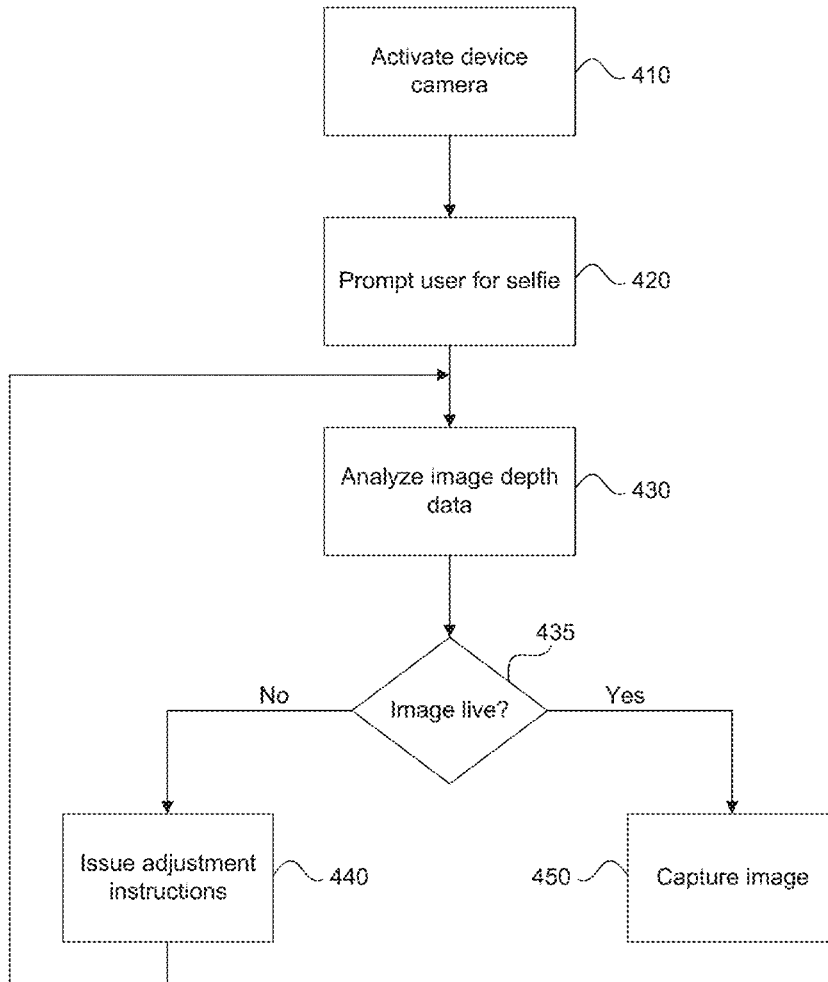 Activate device
camera
410
Prompt user for selfie
420
Analyze image depth
data
430
435
No
Image live?
Yes
Issue adjustment
instructions
440
450
Capture image